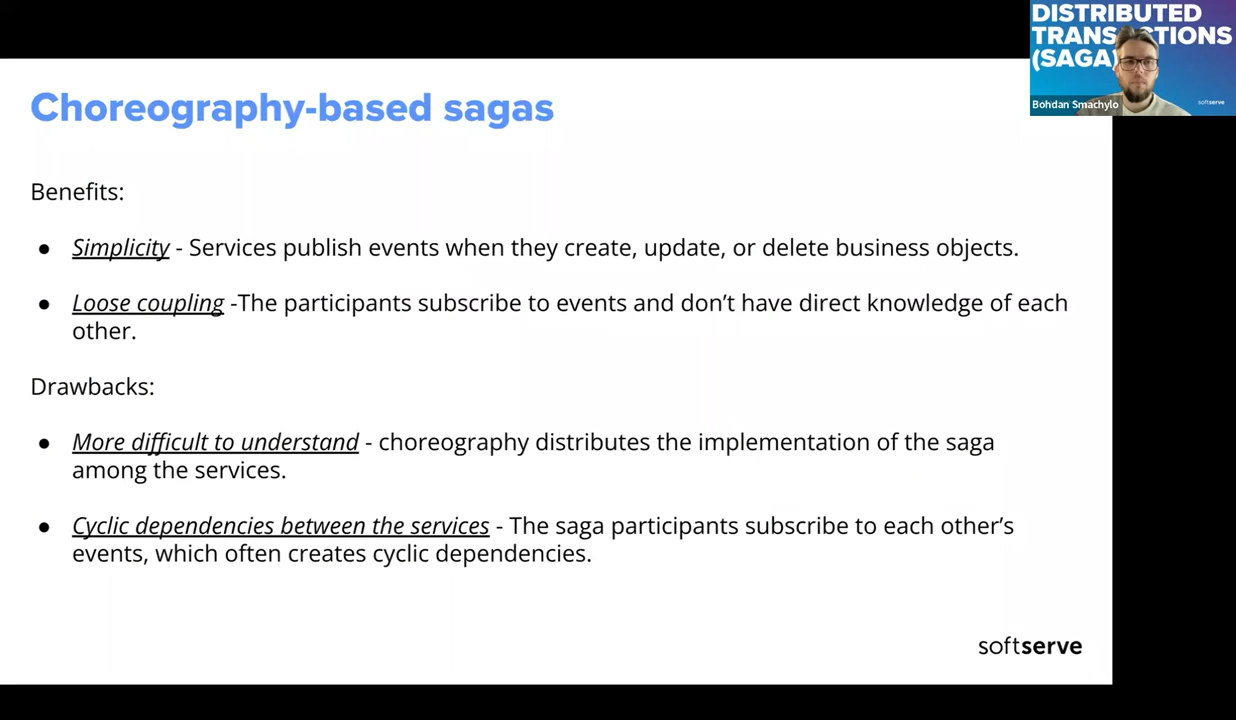 DISTRIBUTED
TRANSACTIONS
(SAGA)
Bohdan Smachylo
softserve
Choreography-based sagas
Benefits:
● Simplicity - Services publish events when they create, update, or delete business objects.
● Loose coupling -The participants subscribe to events and don’t have direct knowledge of each
other.
Drawbacks:
● More difficult to understand - choreography distributes the implementation of the saga
among the services.
● Cyclic dependencies between the services - The saga participants subscribe to each other’s
events, which often creates cyclic dependencies.
softserve